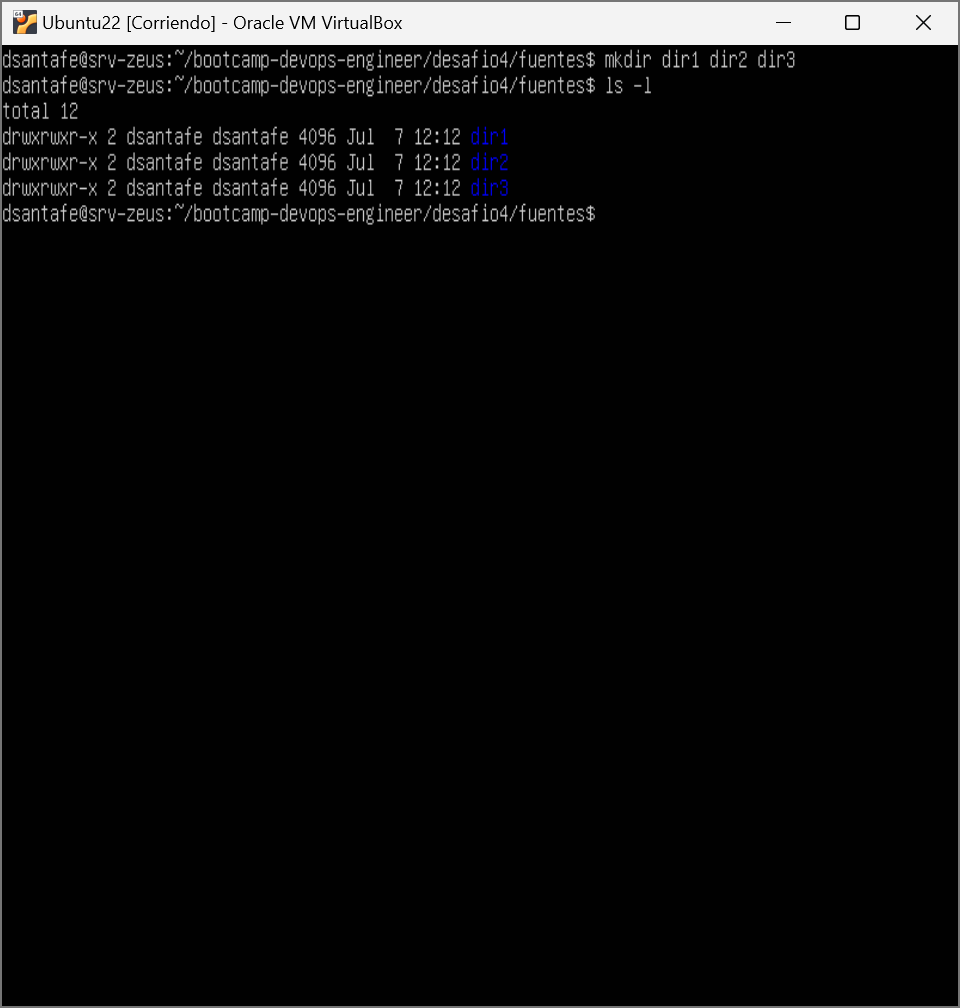 Ubuntu22 [Corriendo] - Oracle VM VirtualBox
dsantafe@srv-zeus:~/bootcamp-devops-engineer/desafio4/fuentes$ mkdir dir1 dir2 dir3
dsantafe@srv-zeus:~/bootcamp-devops-engineer/desafio4/fuentes$ ls -l
total 12
drwxrwxr-x 2 dsantafe dsantafe 4096 Jul  7 12:12 dir1
drwxrwxr-x 2 dsantafe dsantafe 4096 Jul  7 12:12 dir2
drwxrwxr-x 2 dsantafe dsantafe 4096 Jul  7 12:12 dir3
dsantafe@srv-zeus:~/bootcamp-devops-engineer/desafio4/fuentes$